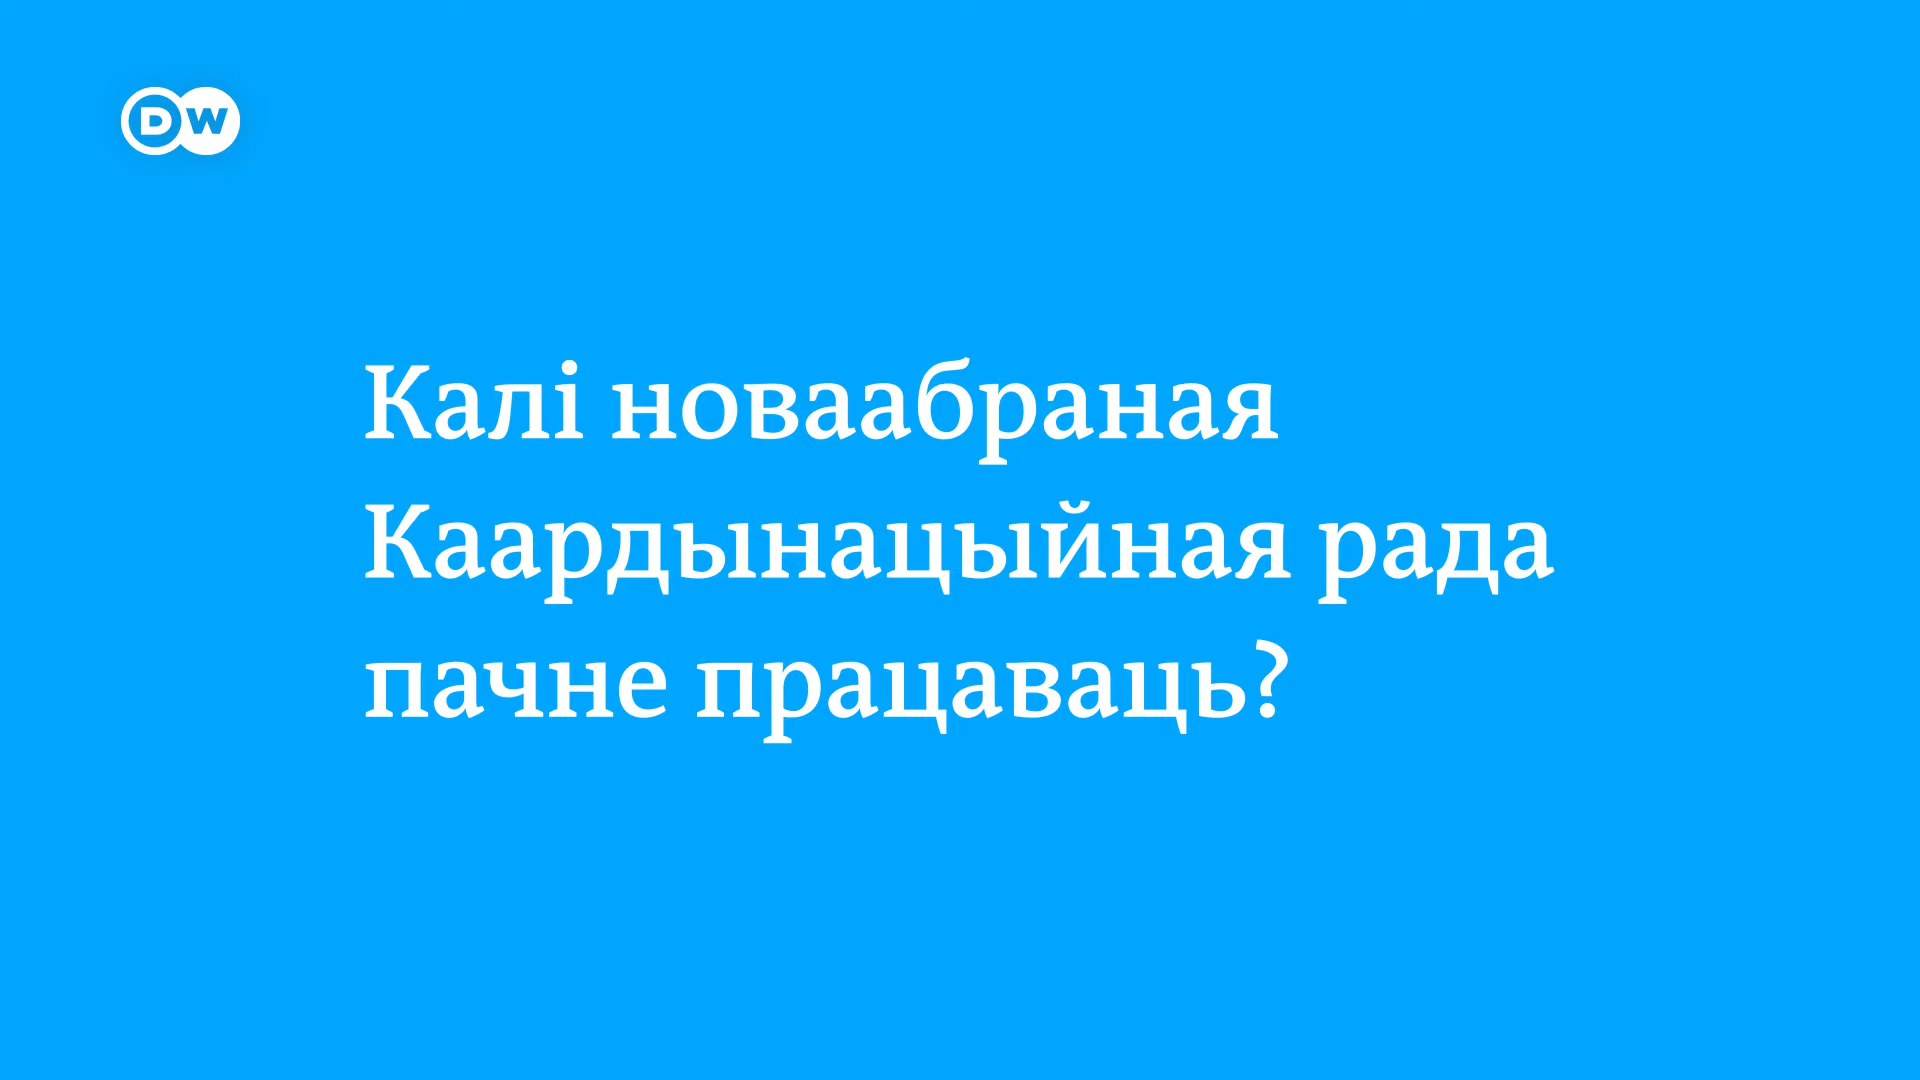 DW
Калі новаабраная
Каардынацыйная рада
пачне працаваць?